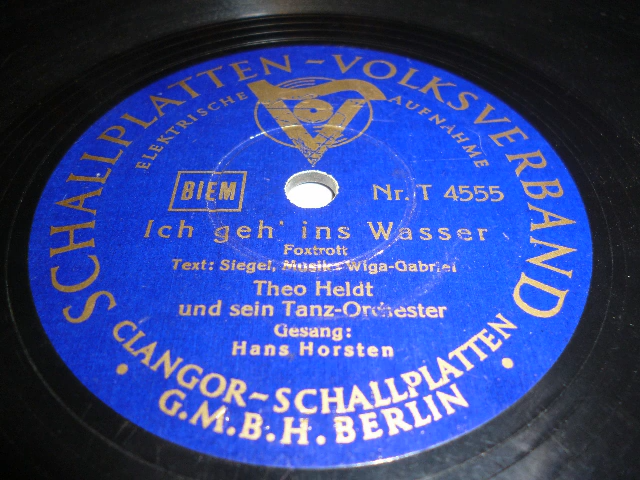 SCHALLPLATTEN-VOLKSVERBAND
ELEKTRISCHE AUFNAHME
BIEM
Nr. T 4555
Ich geh' ins Wasser
Foxtrott
Text: Siegel, Musik: Wiga-Gabriel
Theo Heldt
und sein Tanz-Orchester
Gesang:
Hans Horsten
CLANGOR-SCHALLPLATTEN
G.M.B.H. BERLIN